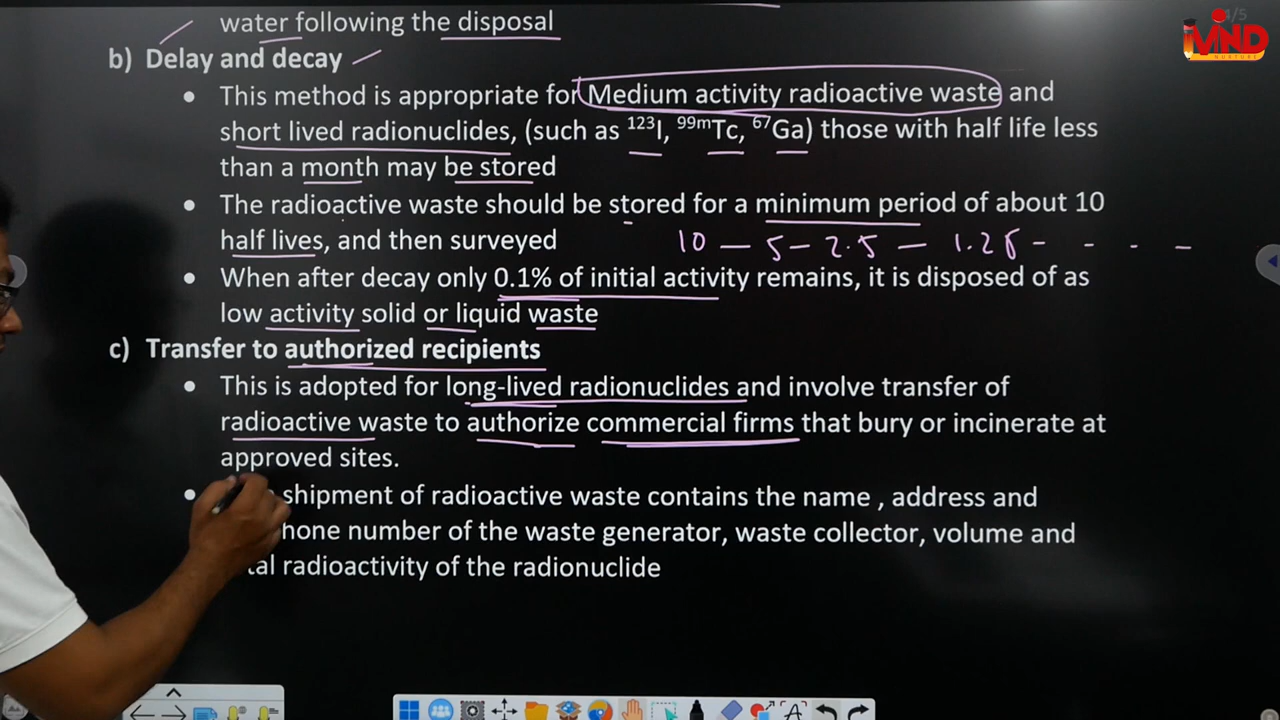 4/5
iMIND
NURTURE
water following the disposal
b) Delay and decay
• This method is appropriate for Medium activity radioactive waste and
short lived radionuclides, (such as ¹²³I, ⁹⁹ᵐTc, ⁶⁷Ga) those with half life less
than a month may be stored
• The radioactive waste should be stored for a minimum period of about 10
half lives, and then surveyed
10 — 5 — 2.5 — 1.25 - - - -
• When after decay only 0.1% of initial activity remains, it is disposed of as
low activity solid or liquid waste
c) Transfer to authorized recipients
• This is adopted for long-lived radionuclides and involve transfer of
radioactive waste to authorize commercial firms that bury or incinerate at
approved sites.
• shipment of radioactive waste contains the name , address and
hone number of the waste generator, waste collector, volume and
tal radioactivity of the radionuclide